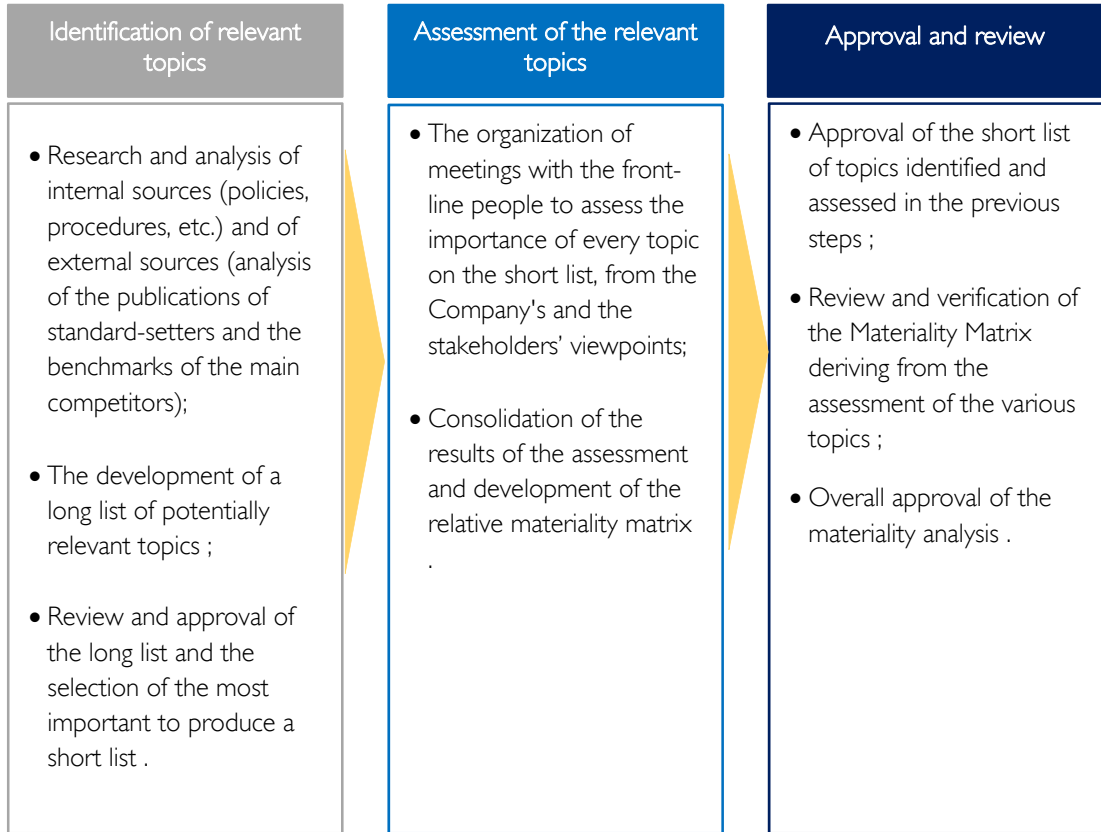 Identification of relevant
topics
• Research and analysis of
internal sources (policies,
procedures, etc.) and of
external sources (analysis
of the publications of
standard-setters and the
benchmarks of the main
competitors);
• The development of a
long list of potentially
relevant topics ;
• Review and approval of
the long list and the
selection of the most
important to produce a
short list .
Assessment of the relevant
topics
• The organization of
meetings with the front-
line people to assess the
importance of every topic
on the short list, from the
Company's and the
stakeholders’ viewpoints;
• Consolidation of the
results of the assessment
and development of the
relative materiality matrix
.
Approval and review
• Approval of the short list
of topics identified and
assessed in the previous
steps ;
• Review and verification of
the Materiality Matrix
deriving from the
assessment of the various
topics ;
• Overall approval of the
materiality analysis .